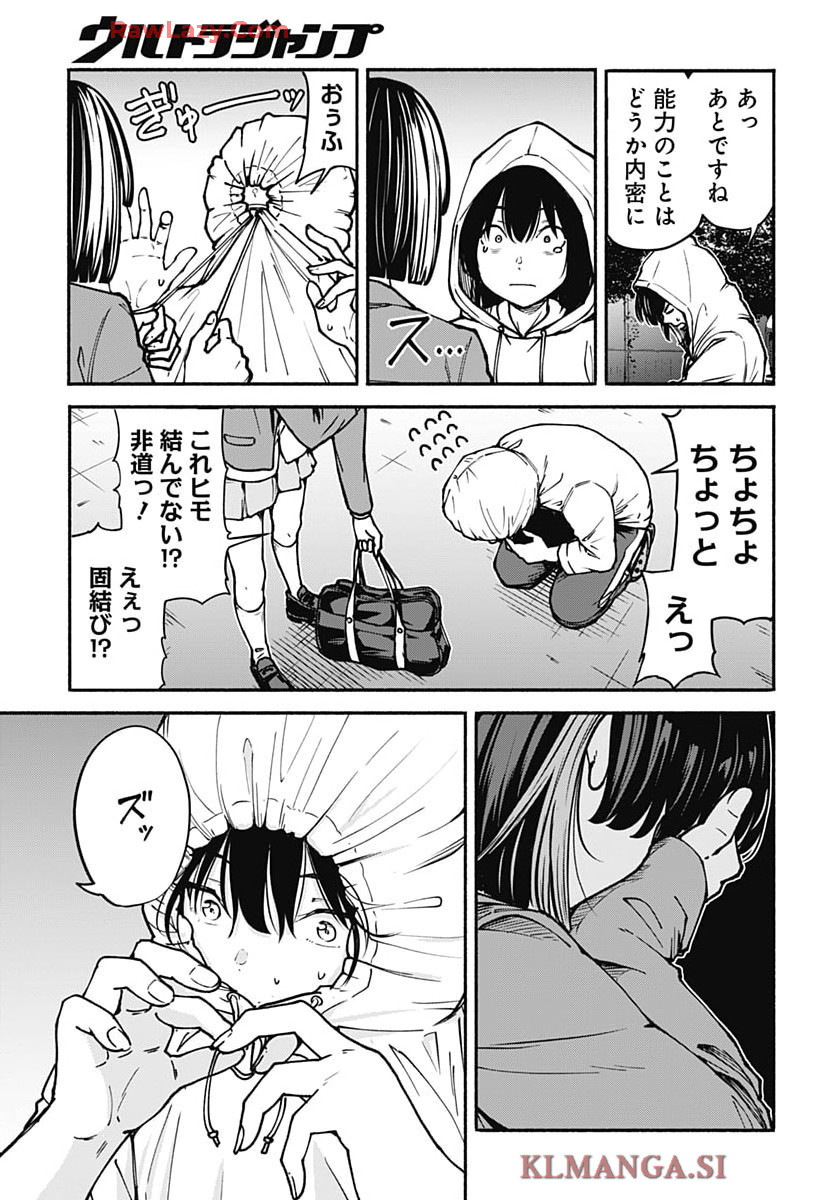 ウルトラジャンプ
RawLazy.Com
あっ
あとですね
能力のことは
どうか内密に
ス…
おぅふ
ぎゅーッ
ちょちょ
ちょっと
えっ
これヒモ
結んでない!?
非道っ!
えぇっ
固結び!?
ズッ
KLMANGA.SI